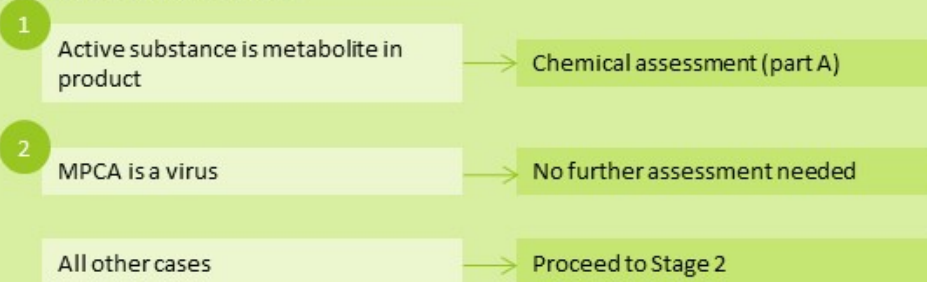 1
Active substance is metabolite in
product
Chemical assessment (part A)
2
MPCA is a virus
No further assessment needed
All other cases
Proceed to Stage 2